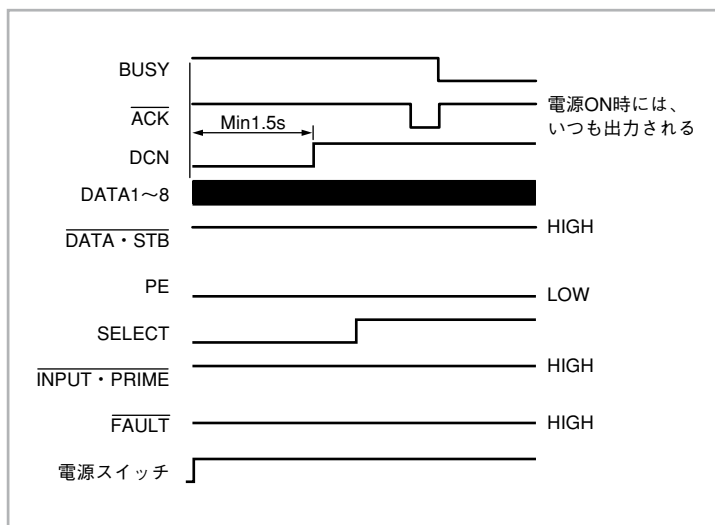 BUSY
ACK
電源ON時には、
いつも出力される
Min1.5s
DCN
DATA1～8
DATA・STB
HIGH
PE
LOW
SELECT
INPUT・PRIME
HIGH
FAULT
HIGH
電源スイッチ